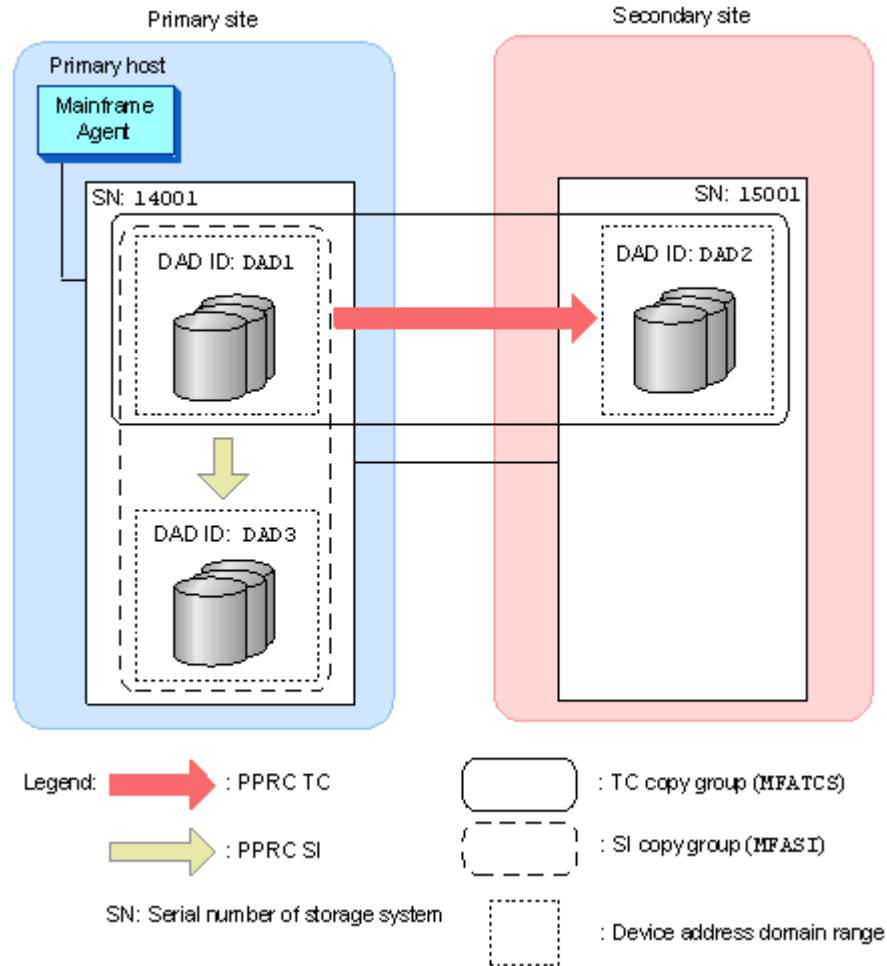 Primary site
Secondary site
Primary host
Mainframe
Agent
SN: 14001
SN: 15001
DAD ID: DAD1
DAD ID: DAD2
DAD ID: DAD3
Legend:
: PPRC TC
: TC copy group (MFATCS)
: PPRC SI
: SI copy group (MFASI)
SN: Serial number of storage system
: Device address domain range